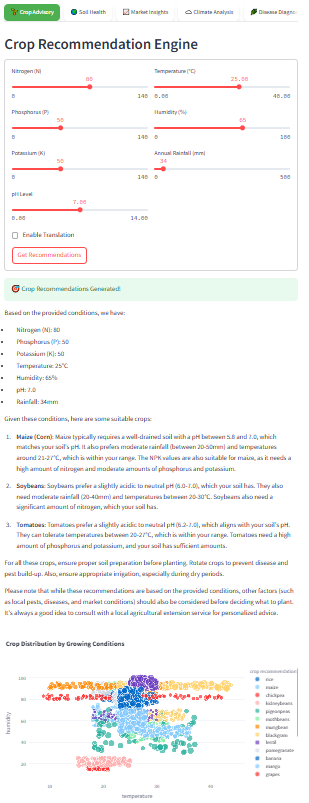 Crop Advisory
Soil Health
Market Insights
Climate Analysis
Disease Diagno
Crop Recommendation Engine
Nitrogen (N)
80
0 140
Temperature (°C)
25.00
0.00 40.00
Phosphorus (P)
50
0 140
Humidity (%)
65
0 100
Potassium (K)
50
0 140
Annual Rainfall (mm)
34
0 500
pH Level
7.00
0.00 14.00
Enable Translation
Get Recommendations
Crop Recommendations Generated!
Based on the provided conditions, we have:
Nitrogen (N): 80
Phosphorus (P): 50
Potassium (K): 50
Temperature: 25°C
Humidity: 65%
pH: 7.0
Rainfall: 34mm
Given these conditions, here are some suitable crops:
1. Maize (Corn): Maize typically requires a well-drained soil with a pH between 5.8 and 7.0, which
matches your soil's pH. It also prefers moderate rainfall (between 20-50mm) and temperatures
around 21-27°C, which is within your range. The NPK values are also suitable for maize, as it needs a
high amount of nitrogen and moderate amounts of phosphorus and potassium.
2. Soybeans: Soybeans prefer a slightly acidic to neutral pH (6.0-7.0), which your soil has. They also
need moderate rainfall (20-40mm) and temperatures between 20-30°C. Soybeans also need a
significant amount of nitrogen, which your soil has.
3. Tomatoes: Tomatoes prefer a slightly acidic to neutral pH (6.2-7.0), which aligns with your soil's pH.
They can tolerate temperatures between 20-27°C, which is within your range. Tomatoes need a high
amount of phosphorus and potassium, and your soil has sufficient amounts.
For all these crops, ensure proper soil preparation before planting. Rotate crops to prevent disease and
pest build-up. Also, ensure appropriate irrigation, especially during dry periods.
Please note that while these recommendations are based on the provided conditions, other factors (such
as local pests, diseases, and market conditions) should also be considered before deciding what to plant.
It's always a good idea to consult with a local agricultural extension service for personalized advice.
Crop Distribution by Growing Conditions
crop recommendation
rice
maize
chickpea
kidneybeans
pigeonpeas
mothbeans
mungbean
blackgram
lentil
pomegranate
banana
mango
grapes
humidity
100
80
60
40
20
10 20 30 40
temperature